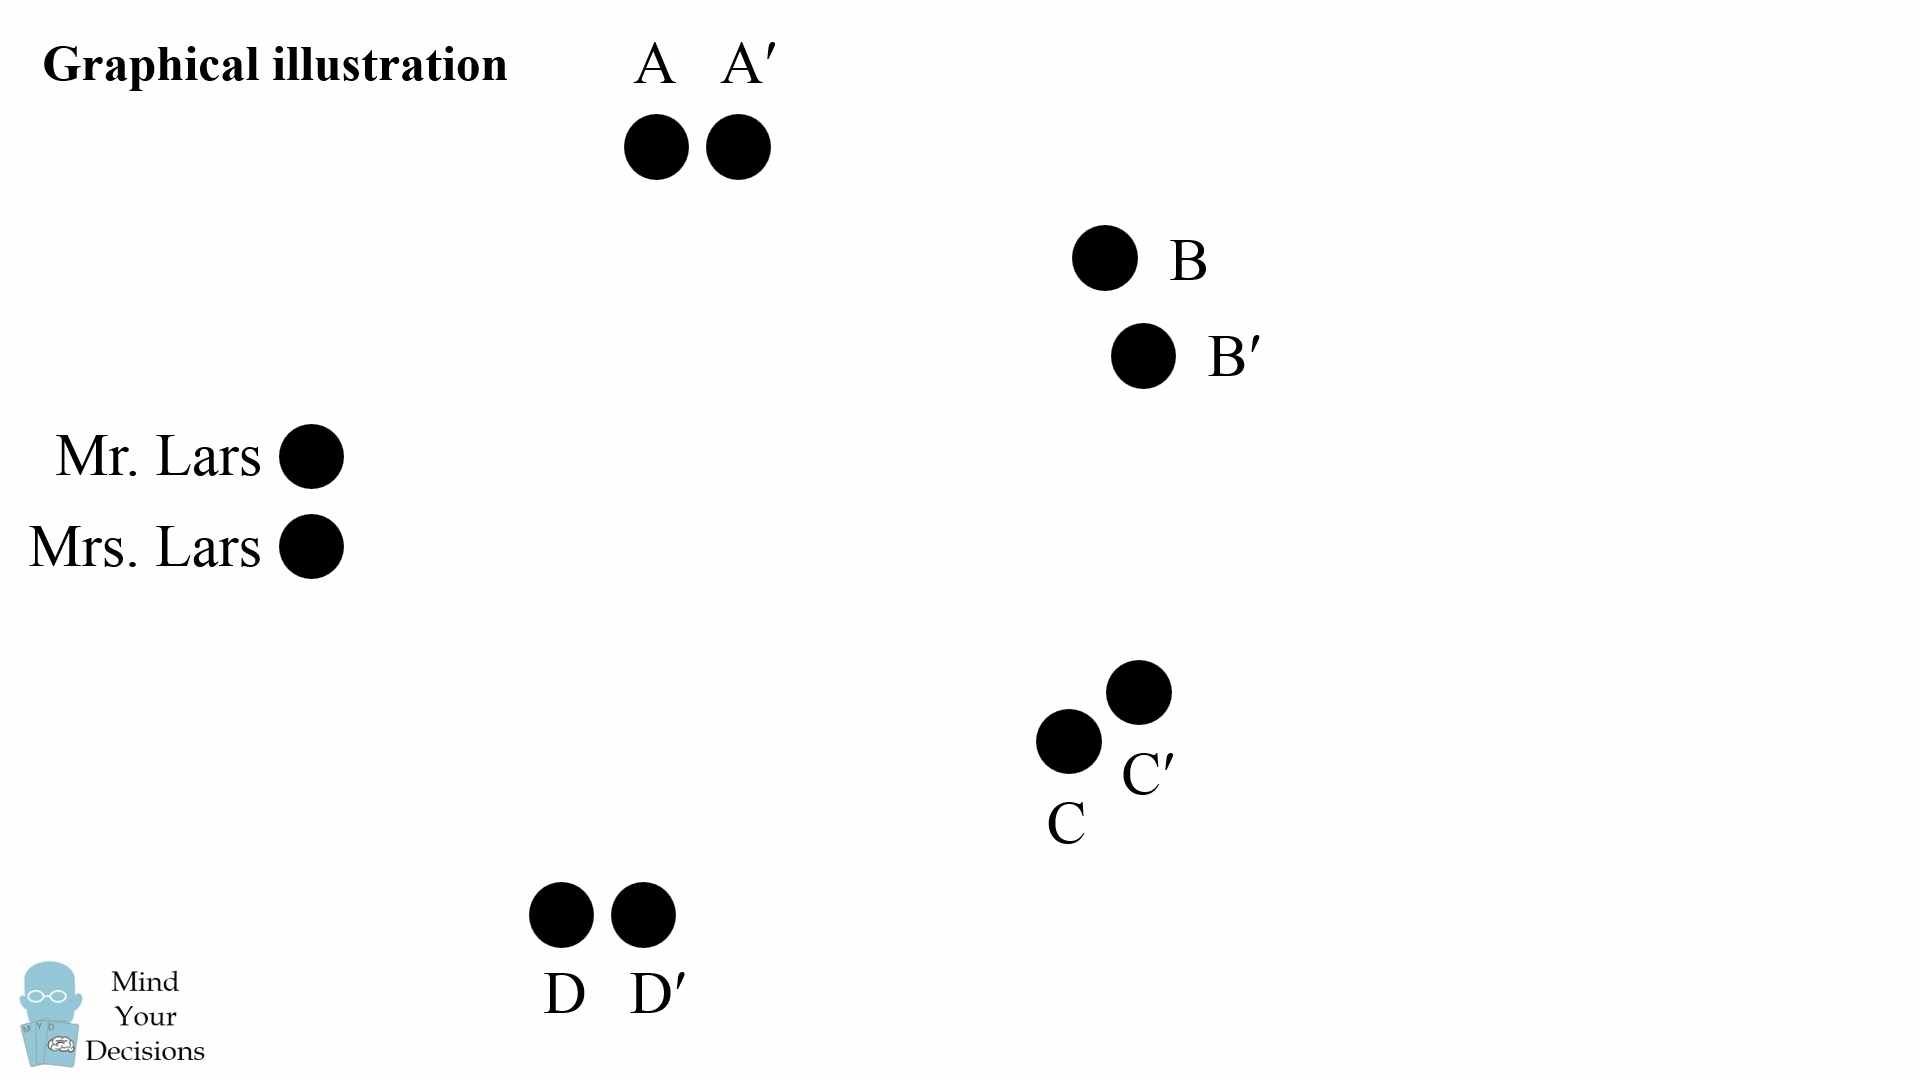 Graphical illustration
A A′
B
B′
Mr. Lars
Mrs. Lars
C′
C
D D′
Mind
Your
Decisions
M Y D